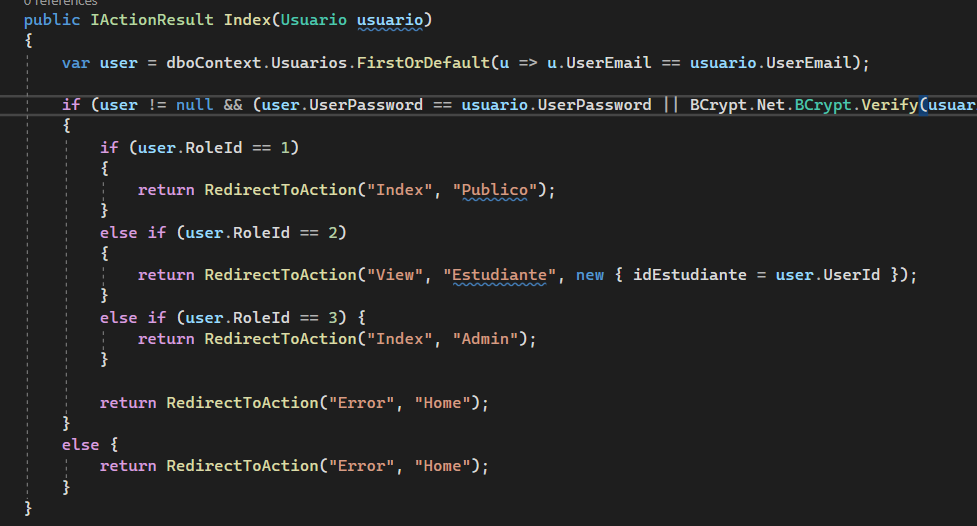 0 references
public IActionResult Index(Usuario usuario)
{
var user = dboContext.Usuarios.FirstOrDefault(u => u.UserEmail == usuario.UserEmail);
if (user != null && (user.UserPassword == usuario.UserPassword || BCrypt.Net.BCrypt.Verify(usuar
{
if (user.RoleId == 1)
{
return RedirectToAction("Index", "Publico");
}
else if (user.RoleId == 2)
{
return RedirectToAction("View", "Estudiante", new { idEstudiante = user.UserId });
}
else if (user.RoleId == 3) {
return RedirectToAction("Index", "Admin");
}
return RedirectToAction("Error", "Home");
}
else {
return RedirectToAction("Error", "Home");
}
}